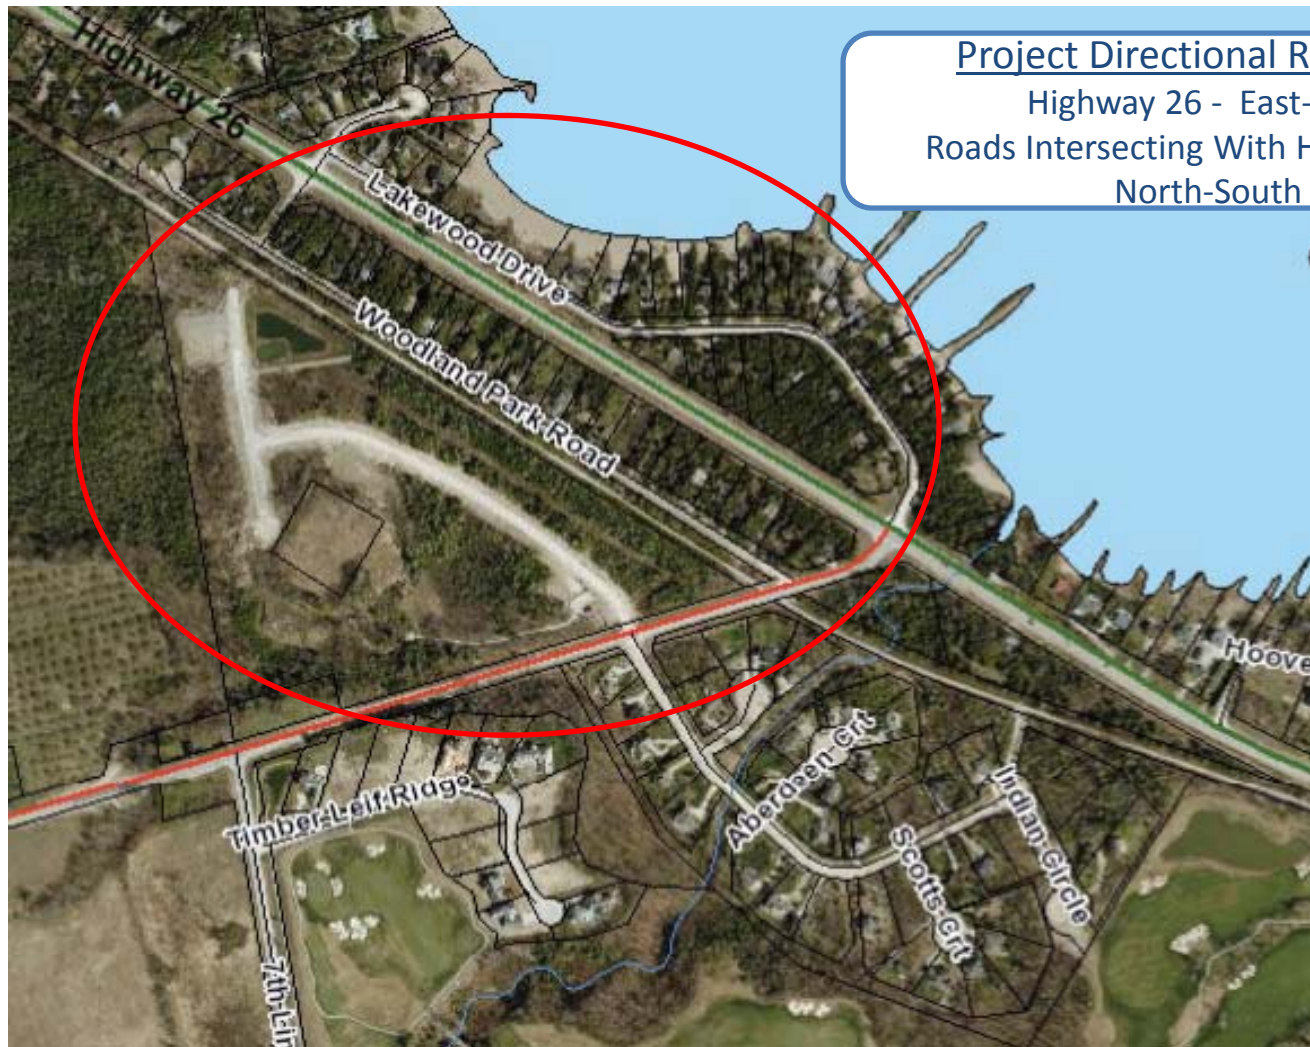 Project Directional R
Highway 26 - East-
Roads Intersecting With H
North-South
Highway 26
Lakewood Drive
Woodland Park Road
Hoove
Aberdeen Crt
Timber Leif Ridge
Indian Circle
Scotts Crt
7th Lin